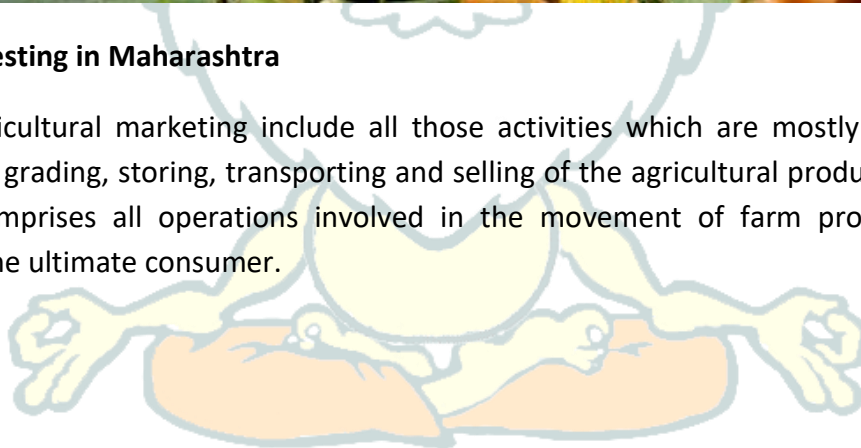 esting in Maharashtra
icultural marketing include all those activities which are mostly
grading, storing, transporting and selling of the agricultural produ
mprises all operations involved in the movement of farm pro
ne ultimate consumer.